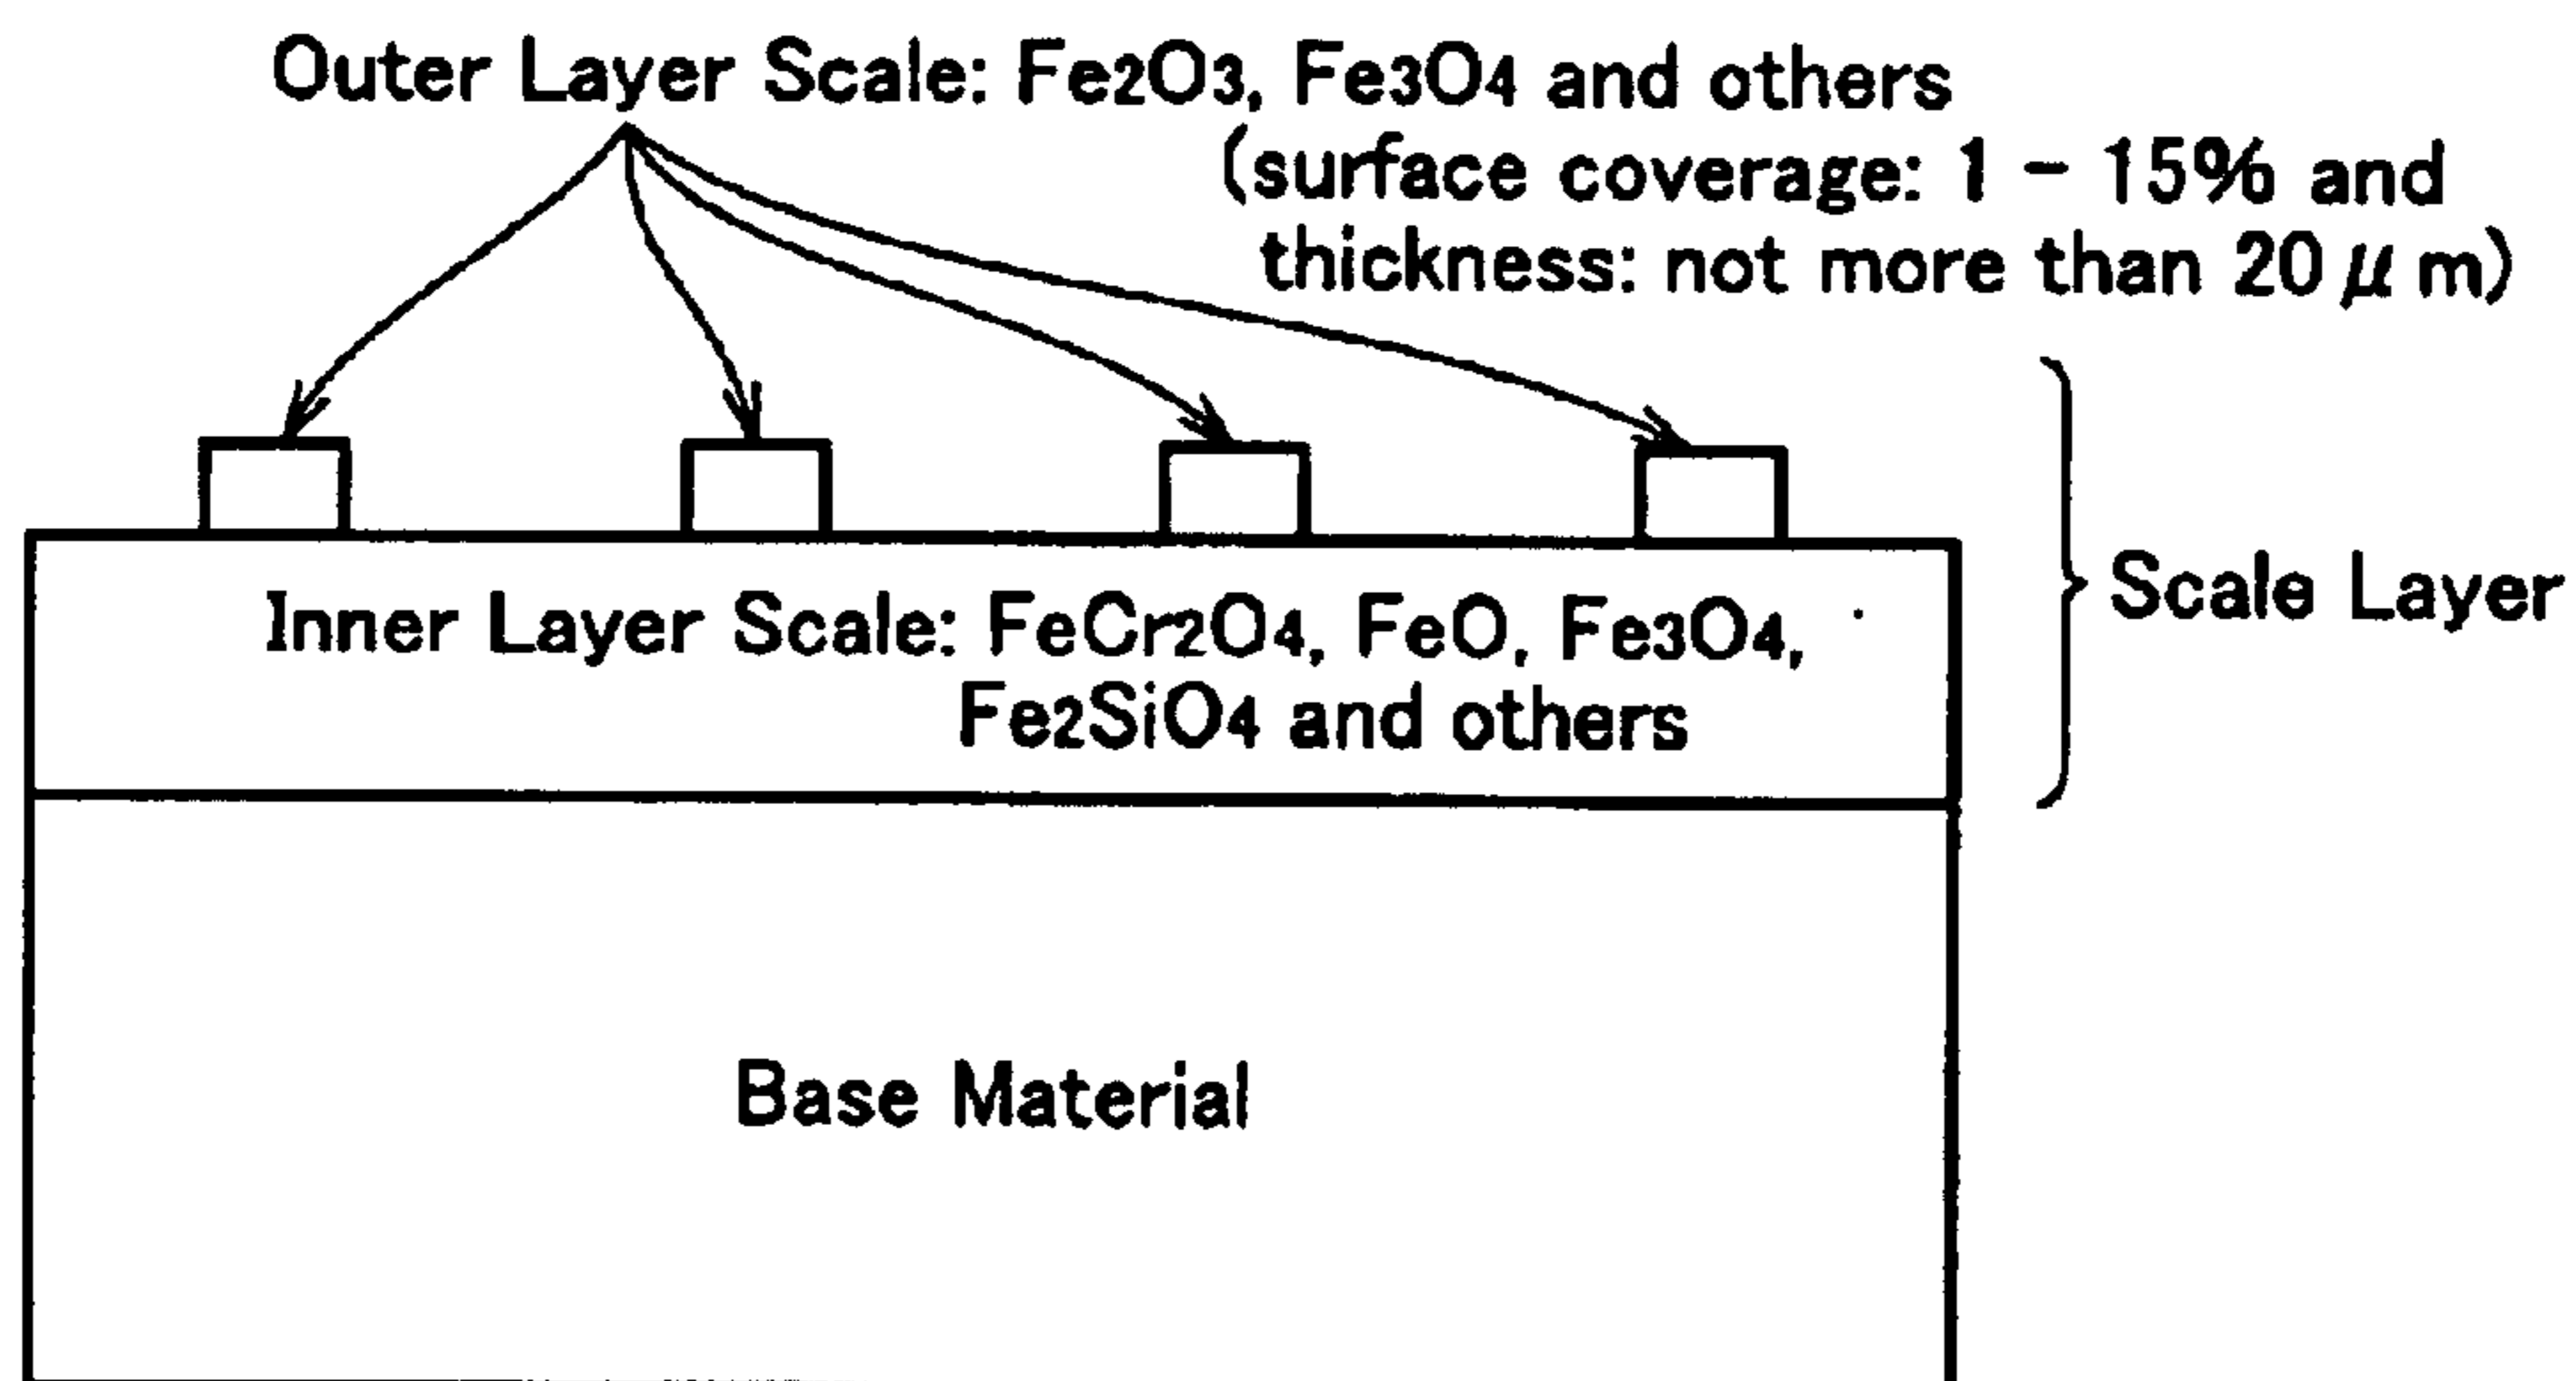 Outer Layer Scale: Fe2O3, Fe3O4 and others
(surface coverage: 1 - 15% and
thickness: not more than 20 μm)
Scale Layer
Inner Layer Scale: FeCr2O4, FeO, Fe3O4,
Fe2SiO4 and others
Base Material